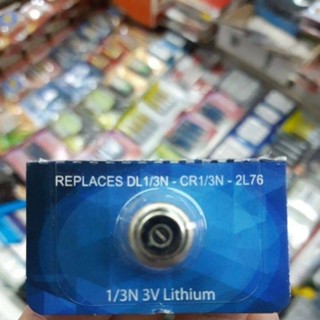 REPLACES DL1/3N - CR1/3N - 2L76
1/3N 3V Lithium